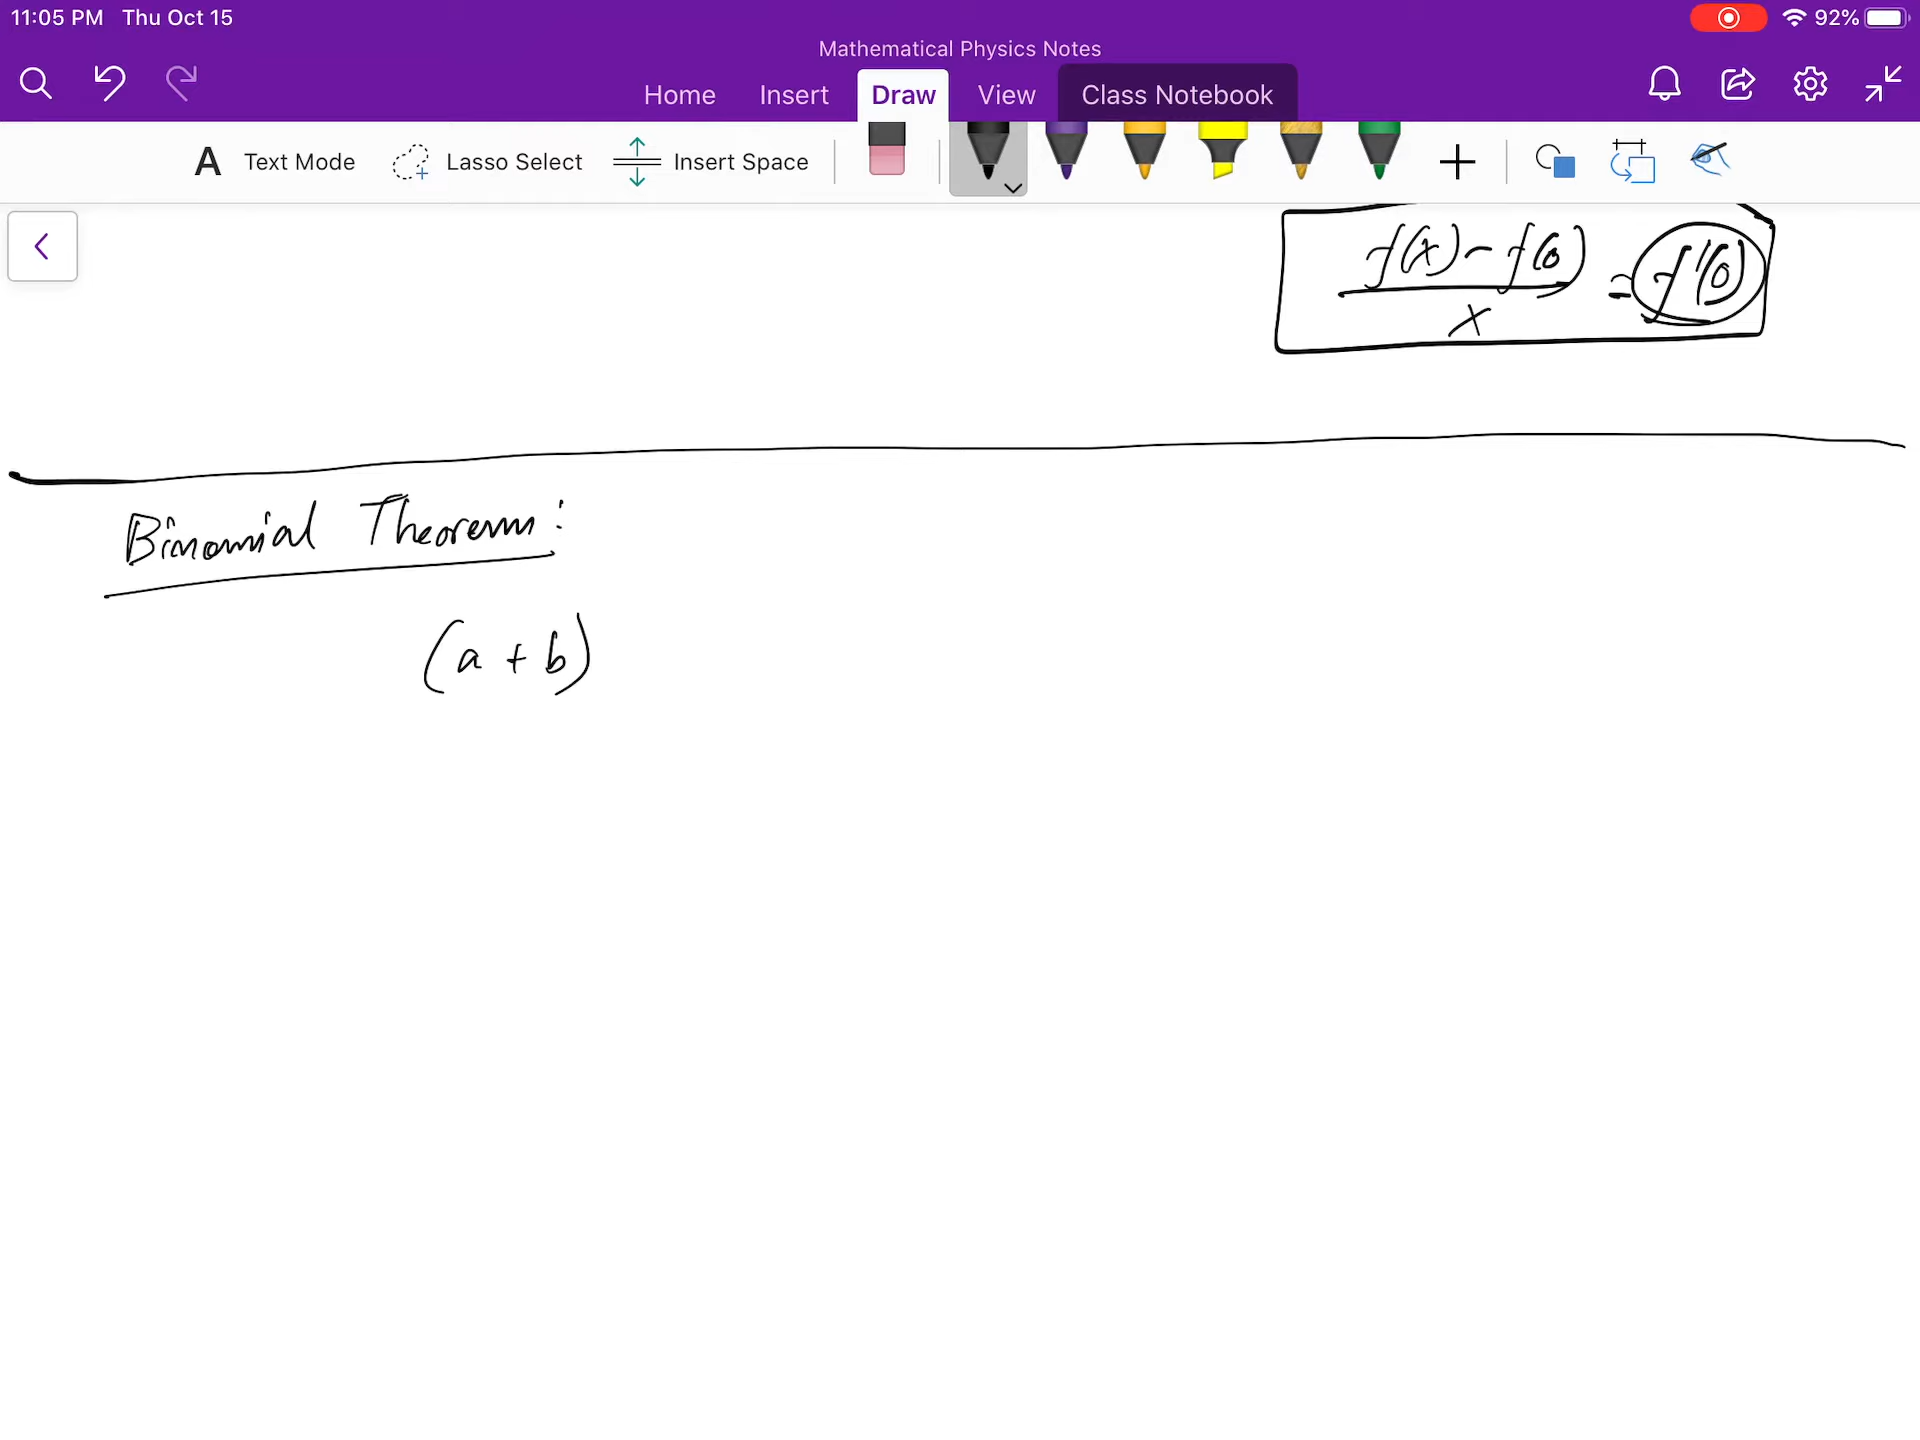 11:05 PM Thu Oct 15
92%
Mathematical Physics Notes
Home Insert Draw View Class Notebook
A Text Mode Lasso Select Insert Space
f(x) - f(0)
x
= f'(0)
Binomial Theorem:
(a + b)